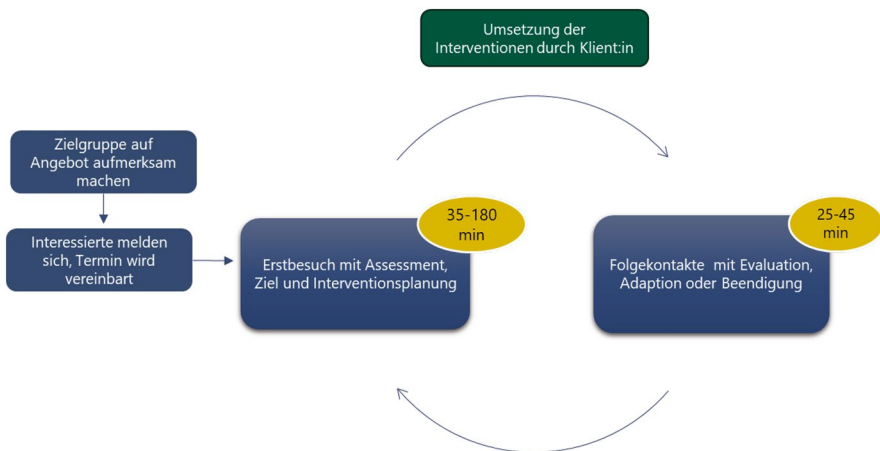 Umsetzung der
Interventionen durch Klient:in
Zielgruppe auf
Angebot aufmerksam
machen
Interessierte melden
sich, Termin wird
vereinbart
35-180
min
Erstbesuch mit Assessment,
Ziel und Interventionsplanung
25-45
min
Folgekontakte mit Evaluation,
Adaption oder Beendigung